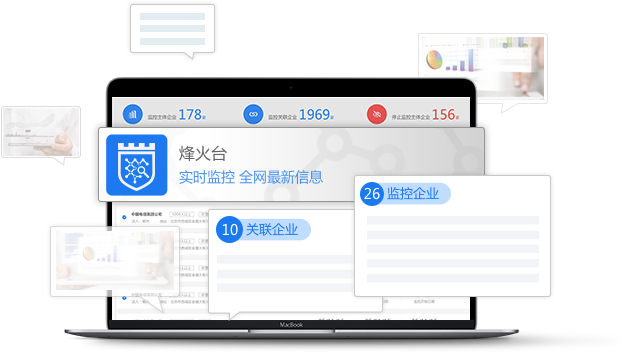 监控主体企业 178家
监控关联企业 1969家
停止监控主体企业 156家
烽火台
实时监控 全网最新信息
26 监控企业
10 关联企业
MacBook